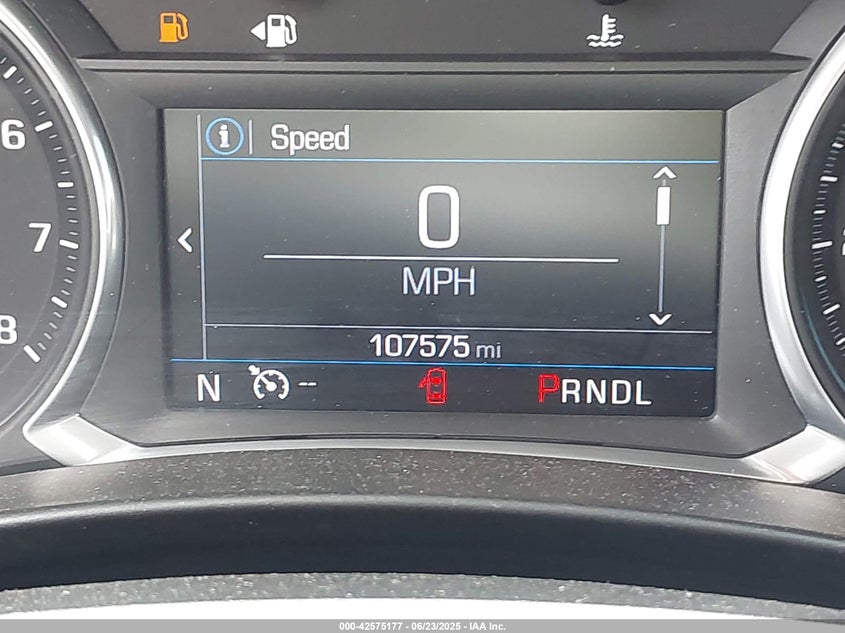 6
7
8
Speed
0
MPH
107575 mi
N --
PRNDL
000-42575177 - 06/23/2025 - IAA Inc.